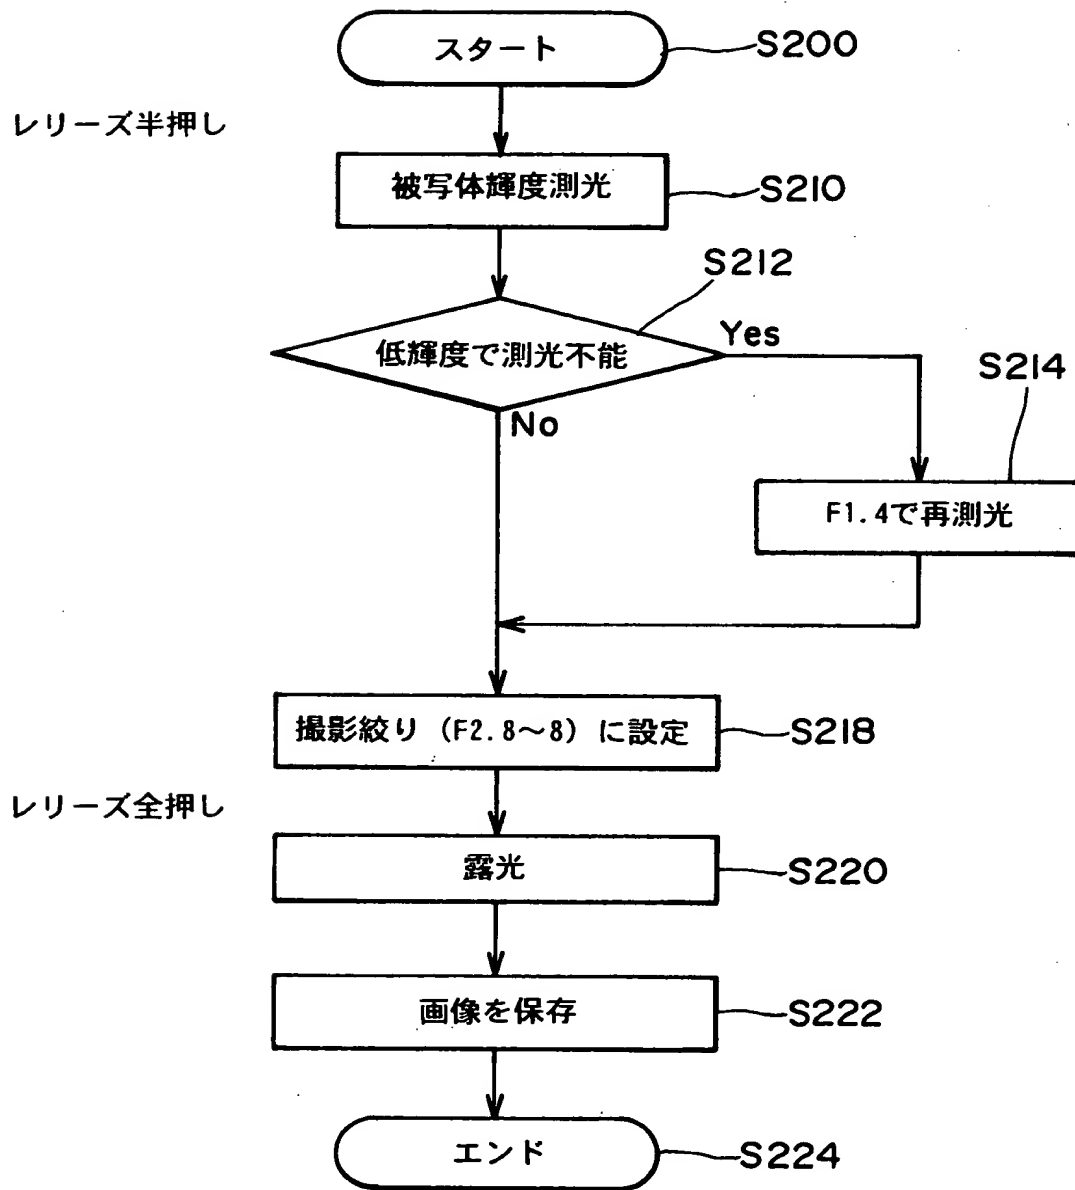 スタート
S200
レリーズ半押し
被写体輝度測光
S210
S212
低輝度で測光不能
Yes
No
S214
F1.4で再測光
撮影絞り（F2.8～8）に設定
S218
レリーズ全押し
露光
S220
画像を保存
S222
エンド
S224